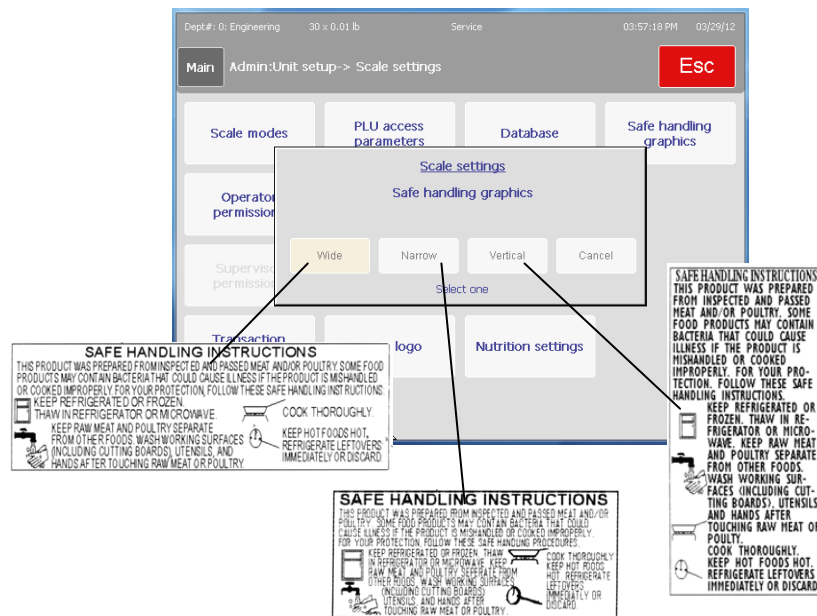 Dept#: 0: Engineering 30 x 0.01 lb Service 03:57:18 PM 03/29/12
Main Admin:Unit setup-> Scale settings Esc
Scale modes
PLU access
parameters
Database
Safe handling
graphics
Scale settings
Safe handling graphics
Operator
permission
Wide Narrow Vertical Cancel
Select one
Superviso
permission
Transaction
logo
Nutrition settings
SAFE HANDLING INSTRUCTIONS
THIS PRODUCT WAS PREPARED FROM INSPECTED AND PASSED MEAT AND/OR POULTRY. SOME FOOD
PRODUCTS MAY CONTAIN BACTERIA THAT COULD CAUSE ILLNESS IF THE PRODUCT IS MISHANDLED
OR COOKED IMPROPERLY. FOR YOUR PROTECTION, FOLLOW THESE SAFE HANDLING INSTRUCTIONS.
KEEP REFRIGERATED OR FROZEN.
THAW IN REFRIGERATOR OR MICROWAVE.
COOK THOROUGHLY.
KEEP RAW MEAT AND POULTRY SEPARATE
FROM OTHER FOODS. WASH WORKING SURFACES
(INCLUDING CUTTING BOARDS), UTENSILS, AND
HANDS AFTER TOUCHING RAW MEAT OR POULTRY.
KEEP HOT FOODS HOT,
REFRIGERATE LEFTOVERS
IMMEDIATELY OR DISCARD
SAFE HANDLING INSTRUCTIONS
THIS PRODUCT WAS PREPARED FROM INSPECTED AND PASSED MEAT AND/OR
POULTRY. SOME FOOD PRODUCTS MAY CONTAIN BACTERIA THAT COULD
CAUSE ILLNESS IF THE PRODUCT IS MISHANDLED OR COOKED IMPROPERLY.
FOR YOUR PROTECTION, FOLLOW THESE SAFE HANDLING PROCEDURES.
KEEP REFRIGERATED OR FROZEN. THAW
IN REFRIGERATOR OR MICROWAVE. KEEP
RAW MEAT AND POULTRY SEPERATE FROM
OTHER FOODS. WASH WORKING SURFACES
(INCLUDING CUTTING BOARDS)
UTENSILS, AND HANDS AFTER
TOUCHING RAW MEAT OR POULTRY.
COOK THOROUGHLY
KEEP HOT FOODS
HOT. REFRIGERATE
LEFTOVERS
IMMEDIATLY OR
DISCARD.
SAFE HANDLING INSTRUCTIONS
THIS PRODUCT WAS PREPARED
FROM INSPECTED AND PASSED
MEAT AND/OR POULTRY. SOME
FOOD PRODUCTS MAY CONTAIN
BACTERIA THAT COULD CAUSE
ILLNESS IF THE PRODUCT IS
MISHANDLED OR COOKED
IMPROPERLY. FOR YOUR PRO-
TECTION. FOLLOW THESE SAFE
HANDLING INSTRUCTIONS.
KEEP REFRIGERATED OR
FROZEN. THAW IN RE-
FRIGERATOR OR MICRO-
WAVE. KEEP RAW MEAT
AND POULTRY SEPARATE
FROM OTHER FOODS.
WASH WORKING SUR-
FACES (INCLUDING CUT-
TING BOARDS), UTENSILS
AND HANDS AFTER
TOUCHING RAW MEAT OR
POULTY.
COOK THOROUGHLY.
KEEP HOT FOODS HOT.
REFRIGERATE LEFTOVERS
IMMEDIATELY OR DISCARD